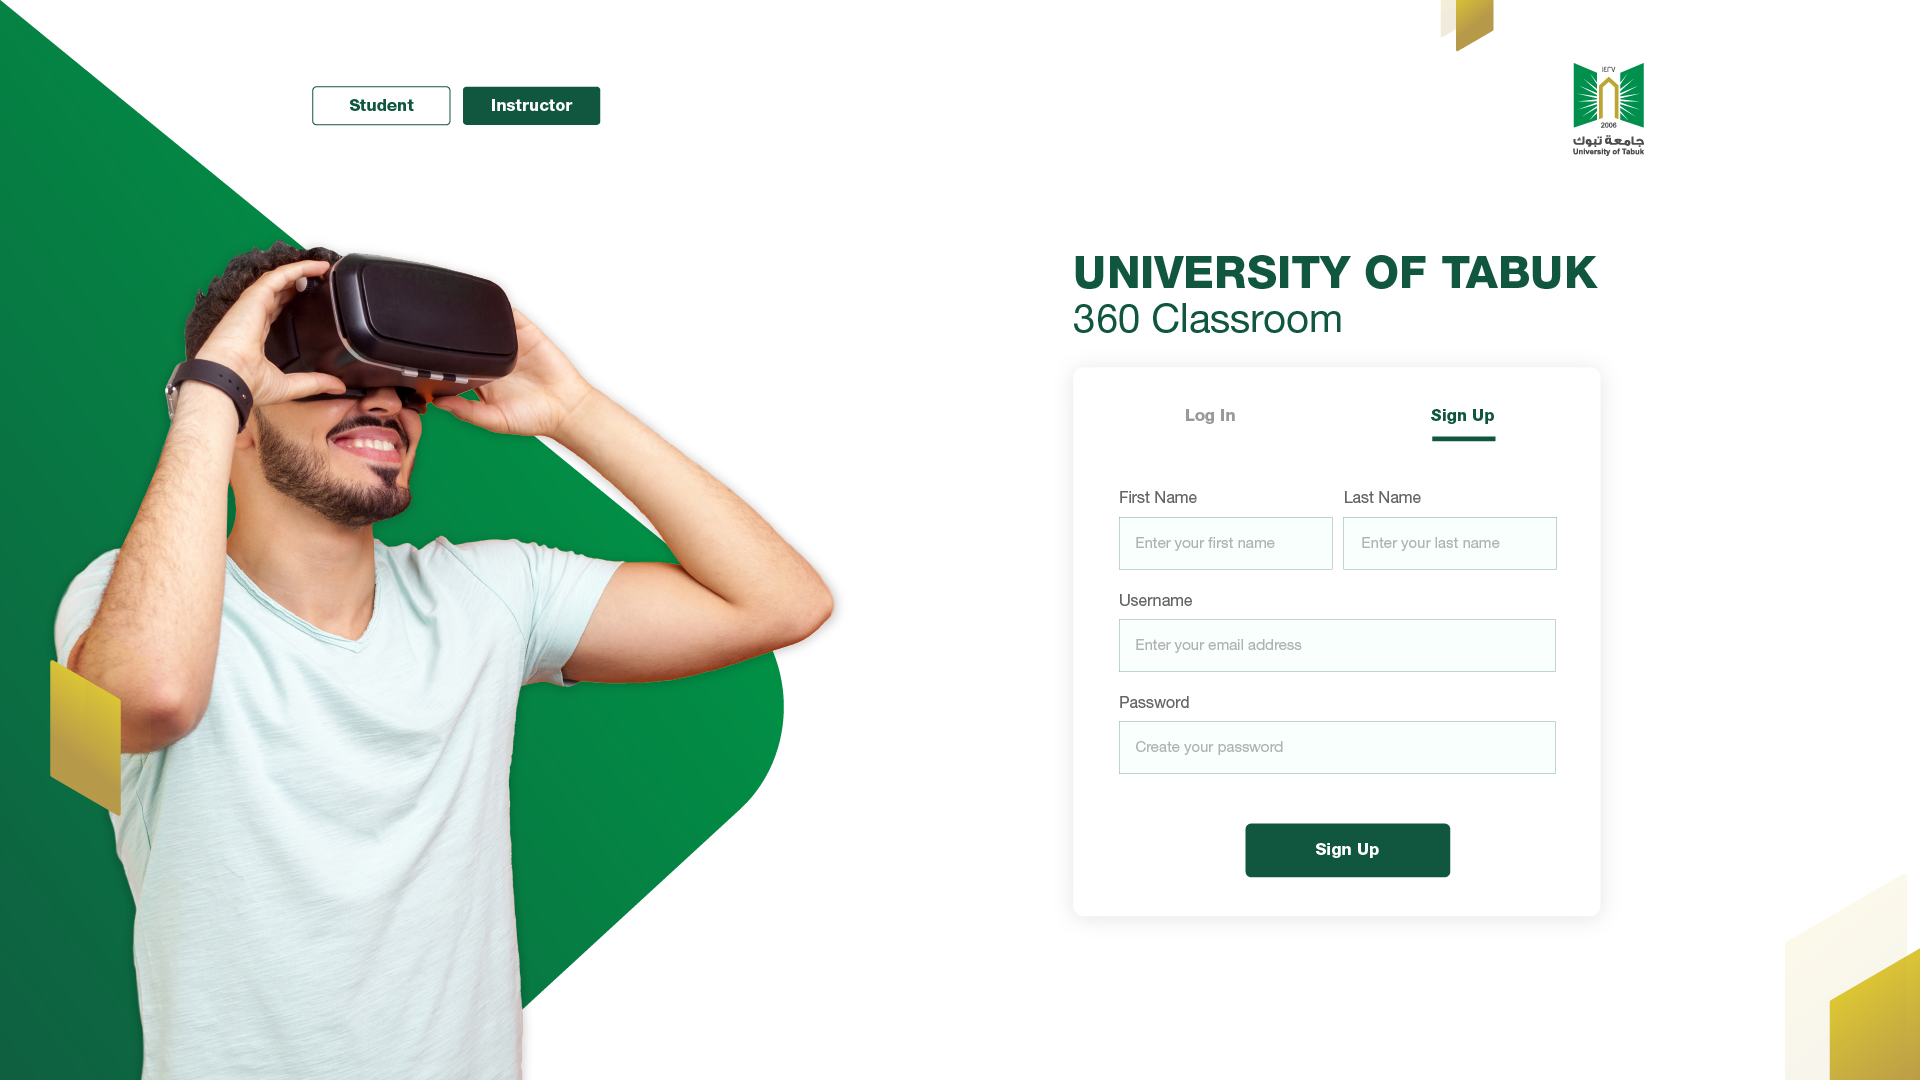 Student
Instructor
١٤٢٧
2006
جامعة تبوك
University of Tabuk
UNIVERSITY OF TABUK
360 Classroom
Log In
Sign Up
First Name
Last Name
Enter your first name
Enter your last name
Username
Enter your email address
Password
Create your password
Sign Up